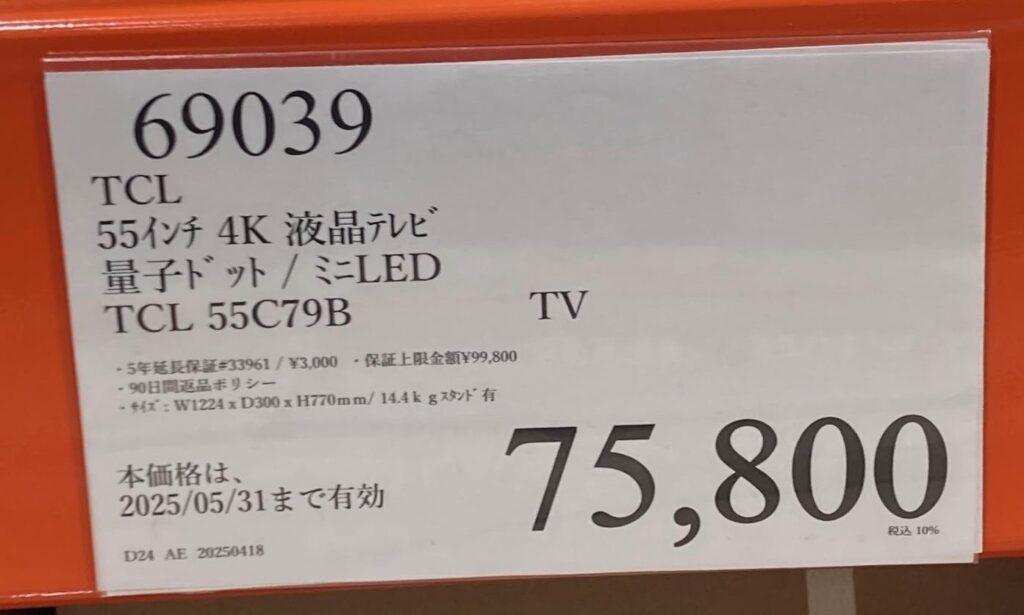 69039
TCL
55ｲﾝﾁ 4K 液晶ﾃﾚﾋﾞ
量子ﾄﾞｯﾄ / ﾐﾆLED
TCL 55C79B
TV
・5年延長保証#33961 / ¥3,000 ・保証上限金額¥99,800
・90日間返品ポリシー
・ｻｲｽﾞ: W1224 x D300 x H770mm/ 14.4ｋｇｽﾀﾝﾄﾞ有
本価格は、
2025/05/31まで有効
75,800
税込 10%
D24 AE 20250418